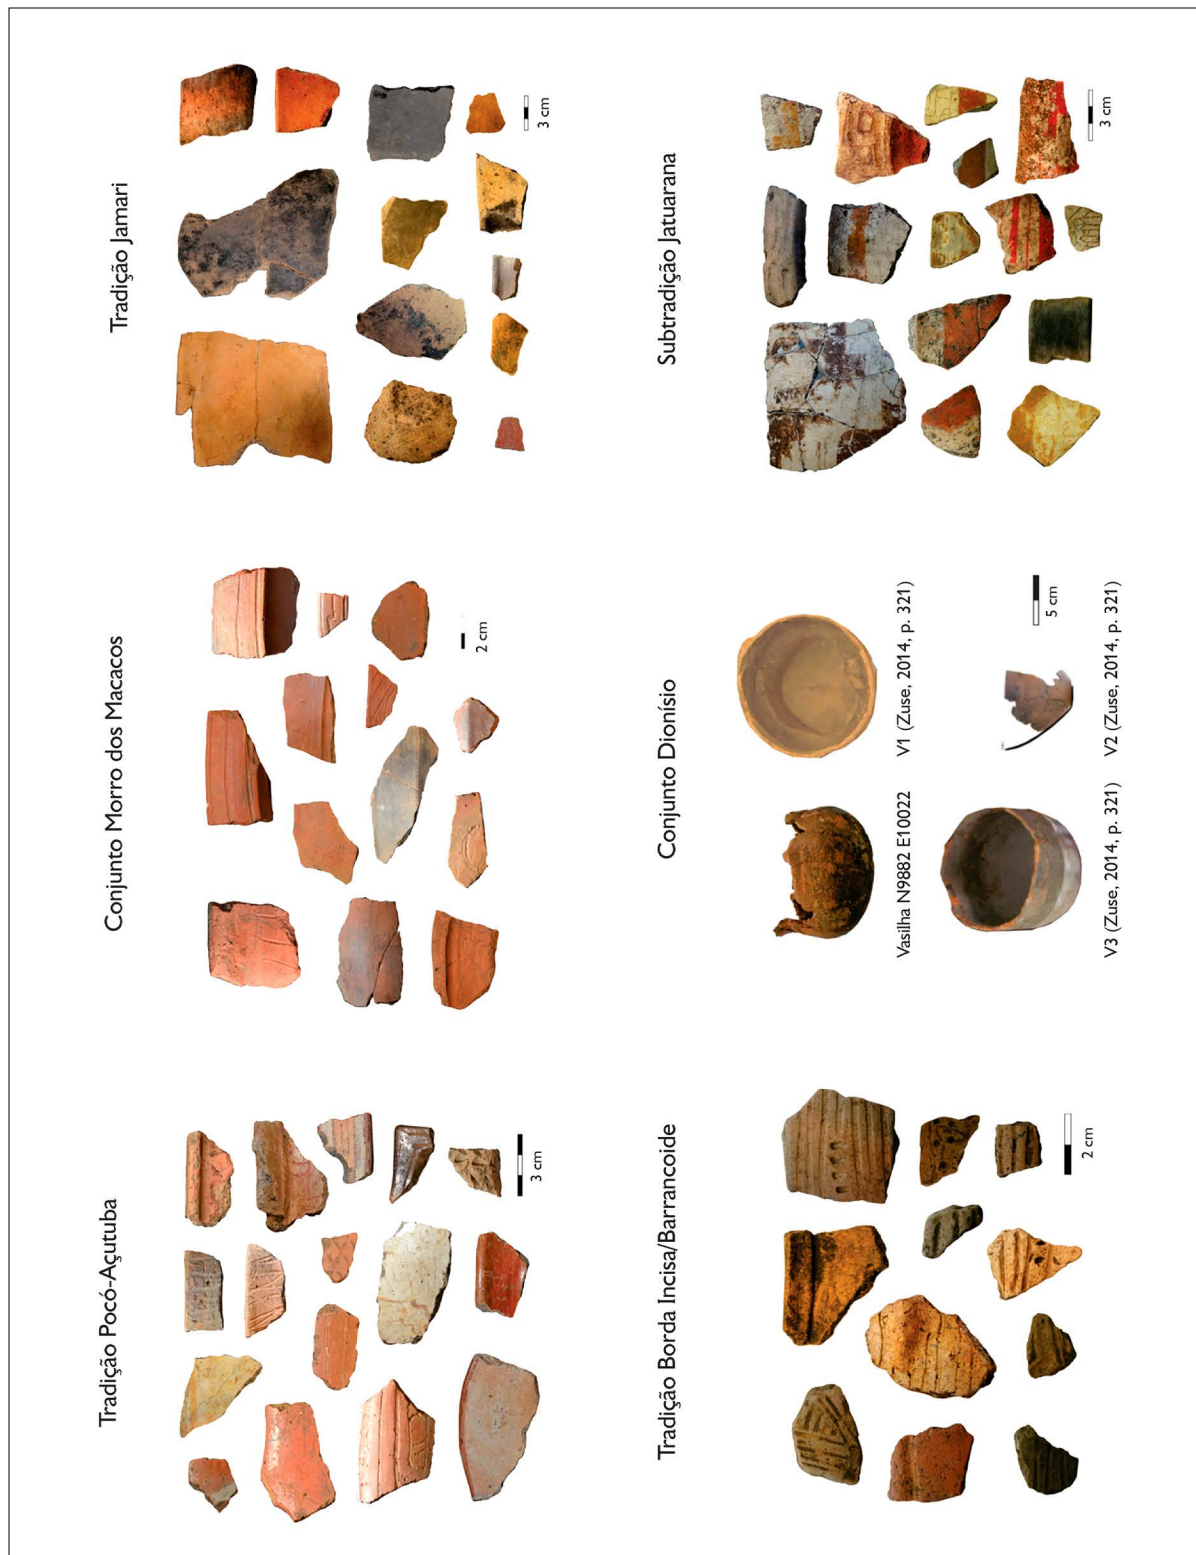 Tradição Pocó-Açutuba
3 cm
Conjunto Morro dos Macacos
2 cm
Tradição Jamari
3 cm
Tradição Borda Incisa/Barrancoide
2 cm
Conjunto Dionísio
Vasilha N9882 E10022
V1 (Zuse, 2014, p. 321)
V3 (Zuse, 2014, p. 321)
V2 (Zuse, 2014, p. 321)
5 cm
Subtradição Jatuarana
3 cm